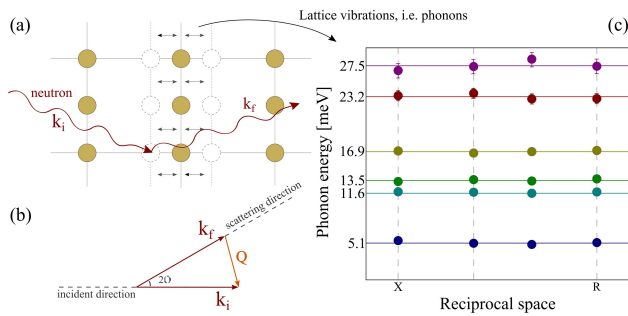 (a)
Lattice vibrations, i.e. phonons
(c)
neutron
k_i
k_f
(b)
k_f
scattering direction
Q
2Θ
incident direction
k_i
Phonon energy [meV]
27.5
23.2
16.9
13.5
11.6
5.1
X
R
Reciprocal space